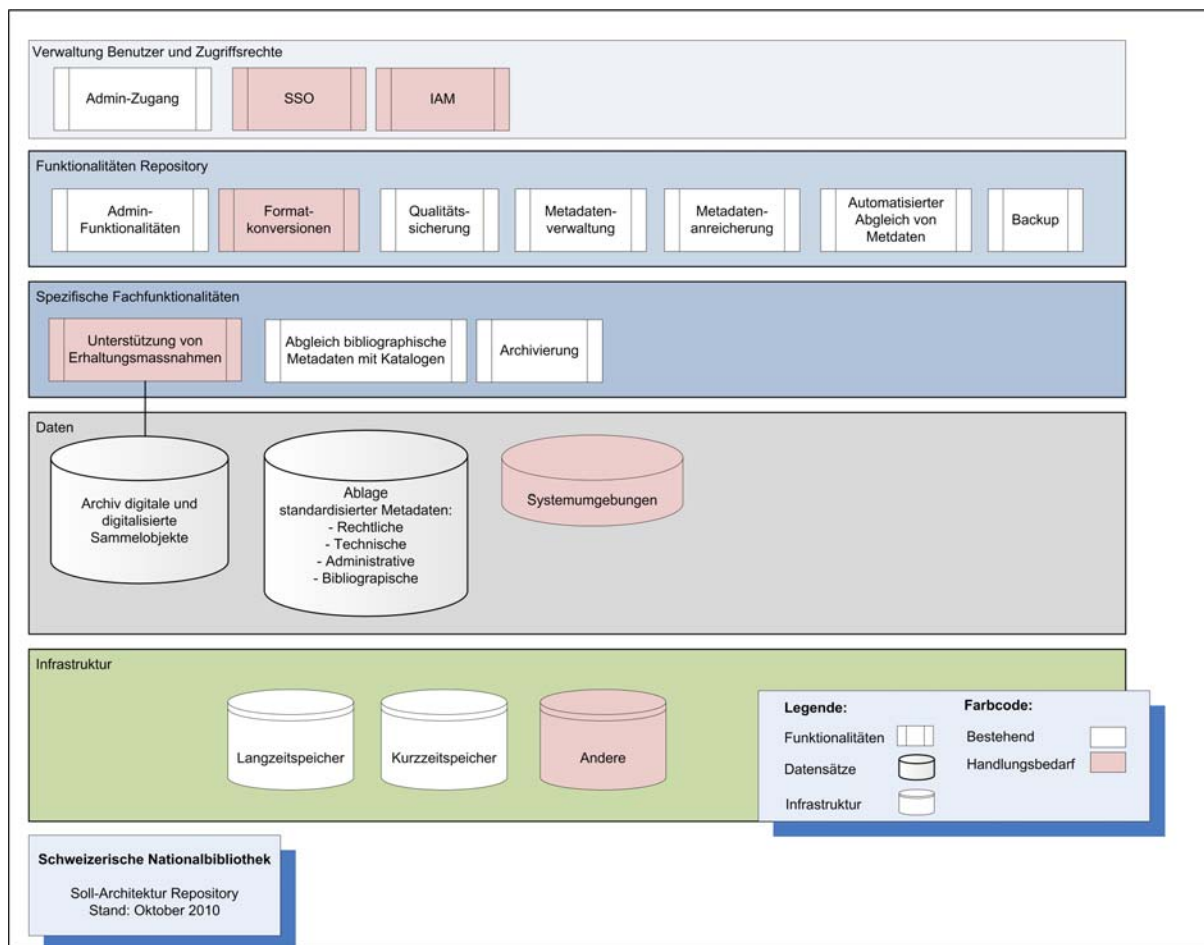 Verwaltung Benutzer und Zugriffsrechte
Admin-Zugang
SSO
IAM
Funktionalitäten Repository
Admin-
Funktionalitäten
Format-
konversionen
Qualitäts-
sicherung
Metadaten-
verwaltung
Metadaten-
anreicherung
Automatisierter
Abgleich von
Metdaten
Backup
Spezifische Fachfunktionalitäten
Unterstützung von
Erhaltungsmassnahmen
Abgleich bibliographische
Metadaten mit Katalogen
Archivierung
Daten
Archiv digitale und
digitalisierte
Sammelobjekte
Ablage
standardisierter Metadaten:
- Rechtliche
- Technische
- Administrative
- Bibliograpische
Systemumgebungen
Infrastruktur
Langzeitspeicher
Kurzzeitspeicher
Andere
Legende:
Funktionalitäten
Datensätze
Infrastruktur
Farbcode:
Bestehend
Handlungsbedarf
Schweizerische Nationalbibliothek
Soll-Architektur Repository
Stand: Oktober 2010